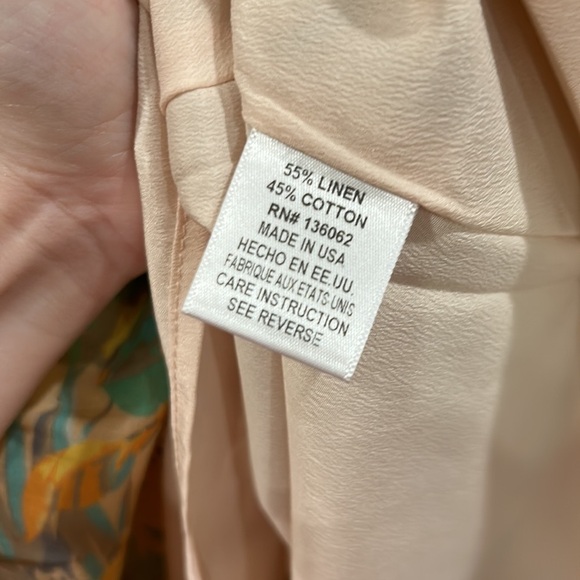 55% LINEN
45% COTTON
RN# 136062
MADE IN USA
HECHO EN EE.UU.
FABRIQUE AUX ETATS-UNIS
CARE INSTRUCTION
SEE REVERSE